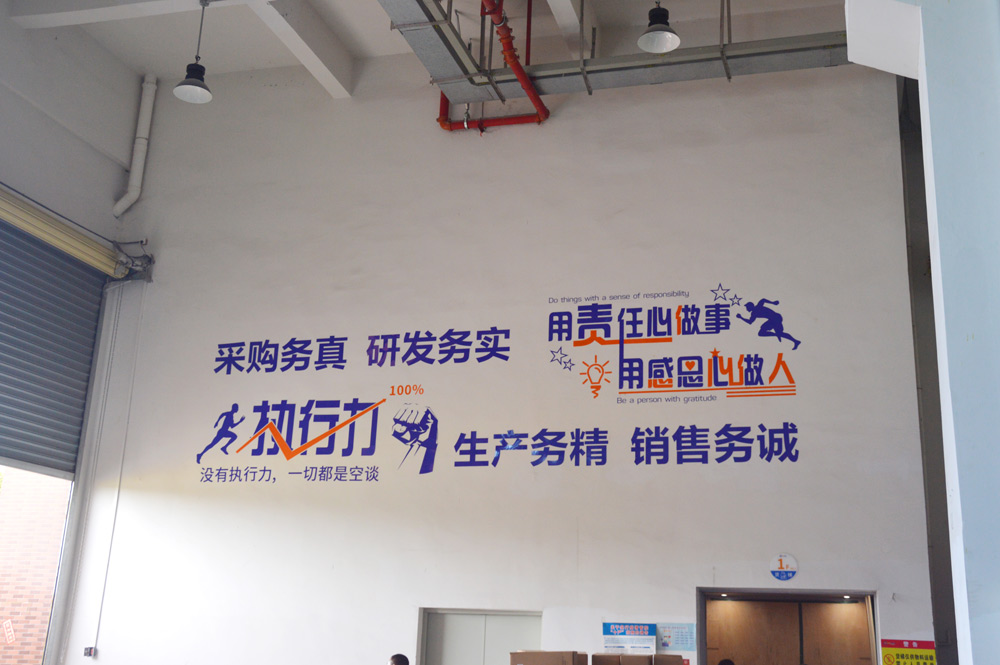 Do things with a sense of responsibility
用责任心做事
采购务真 研发务实
用感恩心做人
Be a person with gratitude
100%
执行力
没有执行力，一切都是空谈
生产务精 销售务诚
1